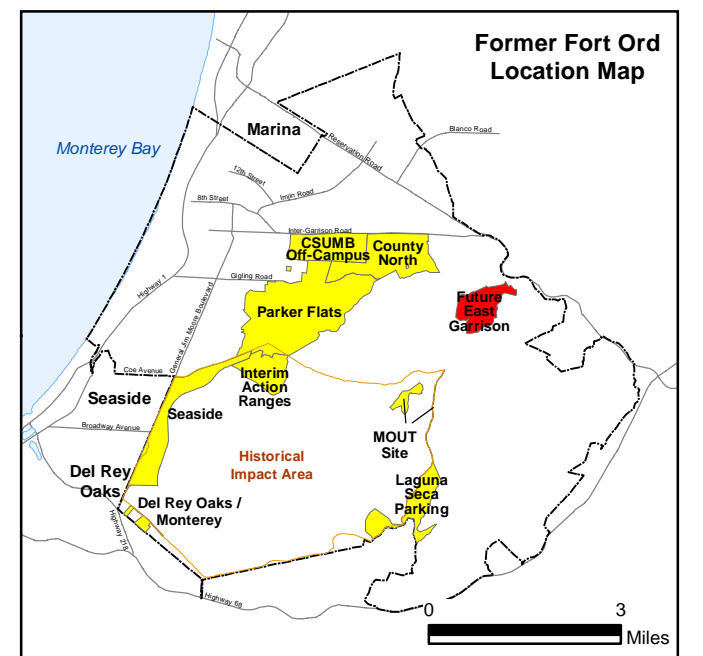 Former Fort Ord
Location Map
Marina
Blanco Road
Reservation Road
Monterey Bay
12th Street
Imjin Road
8th Street
Inter-Garrison Road
CSUMB
Off-Campus
County
North
Gigling Road
Highway 1
General Jim Moore Boulevard
Parker Flats
Future
East
Garrison
Coe Avenue
Interim
Action
Ranges
Seaside
Seaside
Broadway Avenue
MOUT
Site
Historical
Impact Area
Del Rey
Oaks
Laguna
Seca
Parking
Del Rey Oaks /
Monterey
Highway 218
Highway 68
0 3
Miles